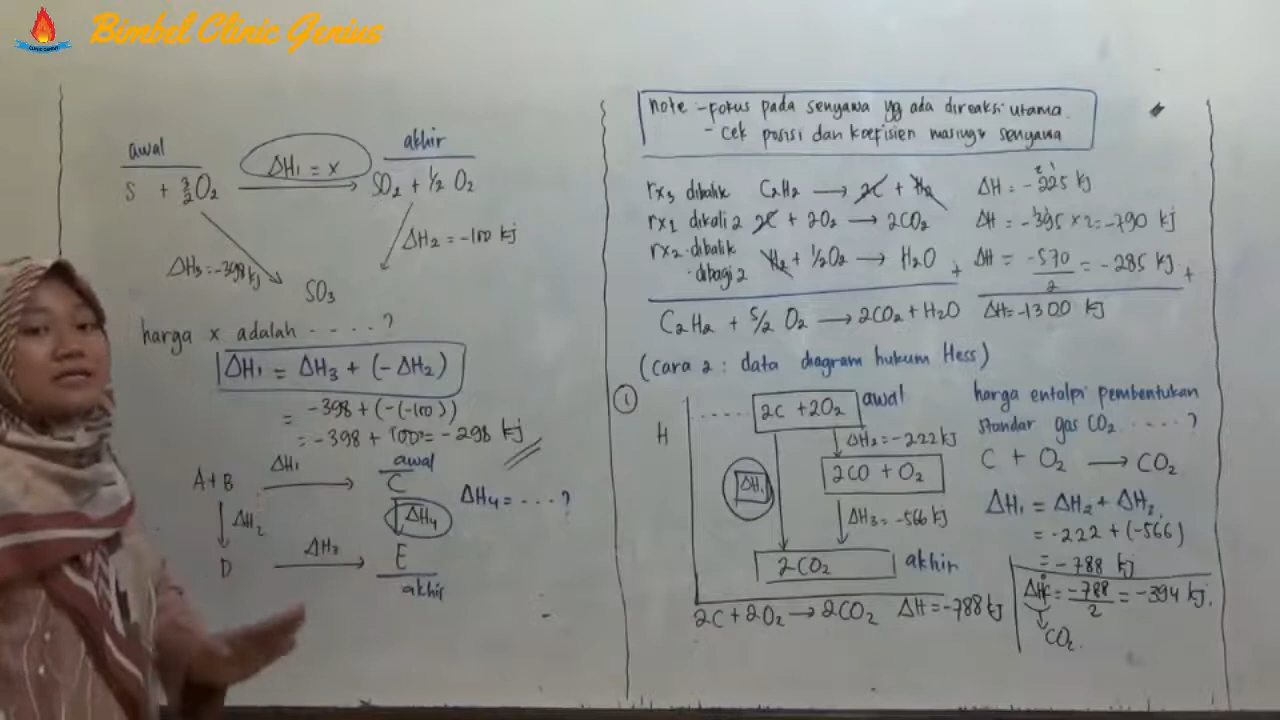 Bimbel Clinic Genius
awal
akhir
ΔH₁ = x
S + 3/2 O₂
SO₂ + 1/2 O₂
ΔH₂ = -100 kj
ΔH₃ = -398 kj
SO₃
harga x adalah ....?
ΔH₁ = ΔH₃ + (-ΔH₂)
= -398 + (-(-100))
= -398 + 100 = -298 kj
A + B
ΔH₁
awal
C
ΔH₂
ΔH₄
ΔH₄ = ...?
D
ΔH₃
E
akhir
note - fokus pada senyawa yg ada direaksi utama.
- cek posisi dan koefisien masing² senyawa
rx₃ dibalik C₂H₂ → 2C + H₂ ΔH = -225 kj
rx₁ dikali 2 2C + 2O₂ → 2CO₂ ΔH = -395 x 2 = -790 kj
rx₂ dibalik
· dibagi 2 H₂ + 1/2 O₂ → H₂O + ΔH = -570/2 = -285 kj +
C₂H₂ + 5/2 O₂ → 2CO₂ + H₂O ΔH = -1300 kj
(Cara 2 : data diagram hukum Hess)
①
H
2C + 2O₂ awal
ΔH₂ = -222 kj
2CO + O₂
ΔH₁
ΔH₃ = -566 kj
2CO₂ akhir
2C + 2O₂ → 2CO₂ ΔH = -788 kj
harga entalpi pembentukan
standar gas CO₂ .....?
C + O₂ → CO₂
= -222 + (-566)
= -788 kj
= -788/2 = -394 kj.
CO₂